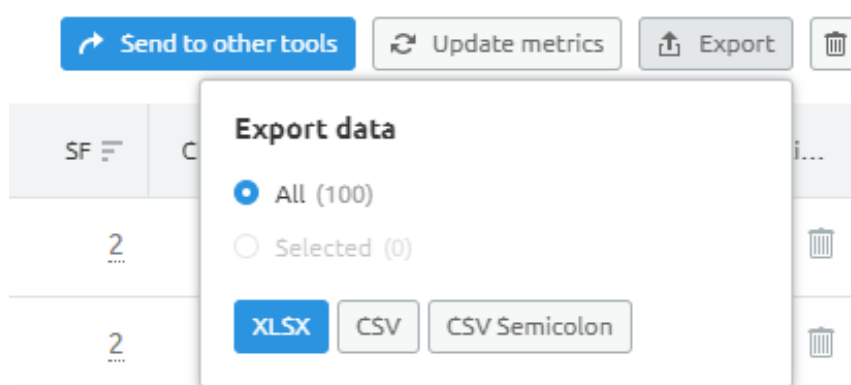 Send to other tools Update metrics Export
Export data
SF C i...
All (100)
2
Selected (0)
XLSX CSV CSV Semicolon
2